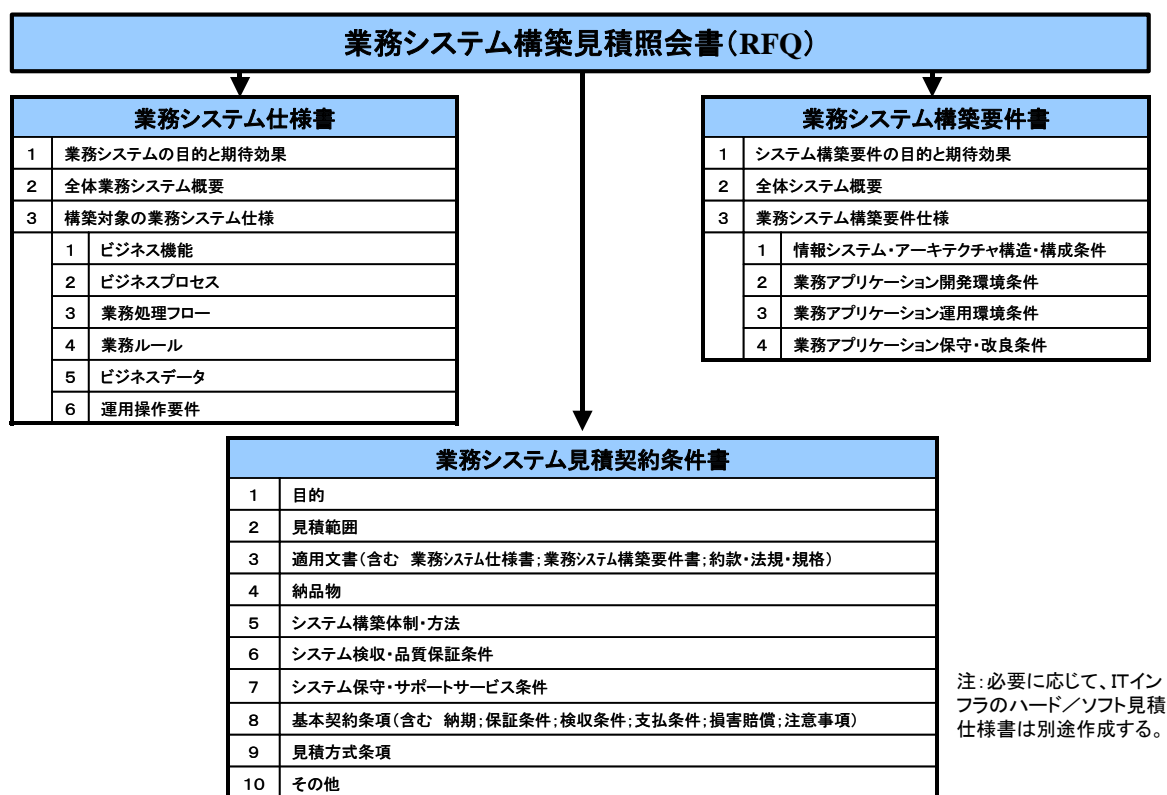 業務システム構築見積照会書(RFQ)
業務システム仕様書
1 業務システムの目的と期待効果
2 全体業務システム概要
3 構築対象の業務システム仕様
1 ビジネス機能
2 ビジネスプロセス
3 業務処理フロー
4 業務ルール
5 ビジネスデータ
6 運用操作要件
業務システム構築要件書
1 システム構築要件の目的と期待効果
2 全体システム概要
3 業務システム構築要件仕様
1 情報システム・アーキテクチャ構造・構成条件
2 業務アプリケーション開発環境条件
3 業務アプリケーション運用環境条件
4 業務アプリケーション保守・改良条件
業務システム見積契約条件書
1 目的
2 見積範囲
3 適用文書(含む 業務システム仕様書;業務システム構築要件書;約款・法規・規格)
4 納品物
5 システム構築体制・方法
6 システム検収・品質保証条件
7 システム保守・サポートサービス条件
8 基本契約条項(含む 納期;保証条件;検収条件;支払条件;損害賠償;注意事項)
9 見積方式条項
10 その他
注:必要に応じて、ITイン
フラのハード/ソフト見積
仕様書は別途作成する。